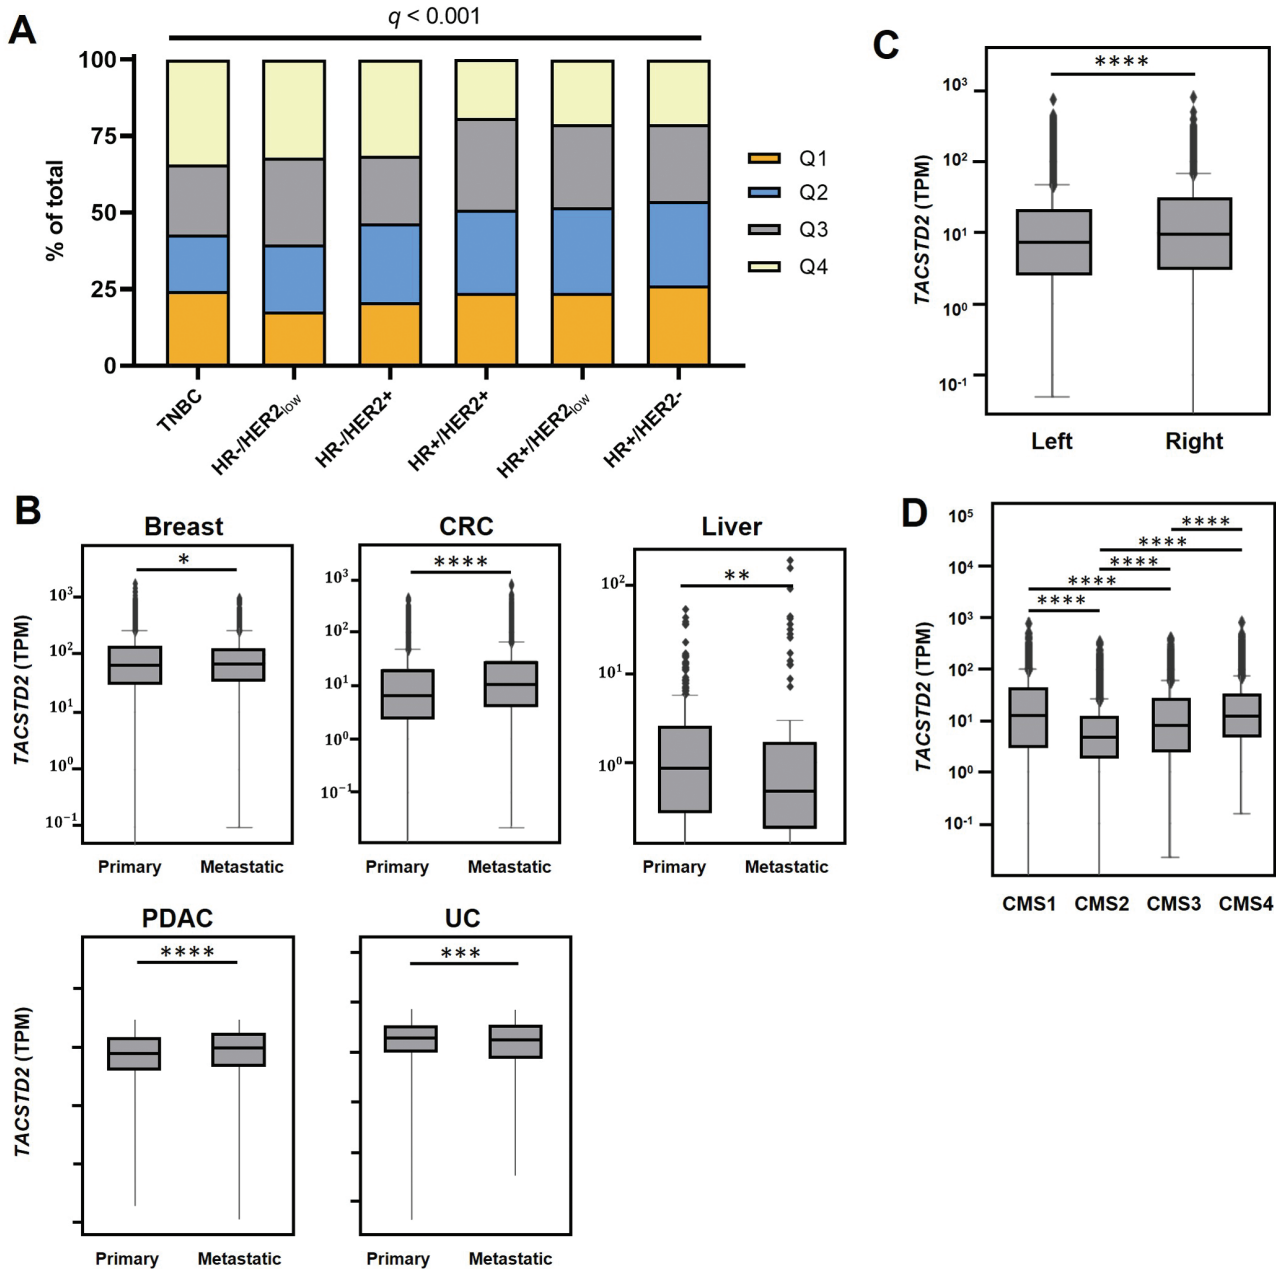 A
q < 0.001
100
75
50
25
0
% of total
Q1
Q2
Q3
Q4
TNBC
HR-/HER2low
HR-/HER2+
HR+/HER2+
HR+/HER2low
HR+/HER2-
C
****
10³
10²
10¹
10⁰
10⁻¹
TACSTD2 (TPM)
Left
Right
B
Breast
*
10³
10²
10¹
10⁰
10⁻¹
TACSTD2 (TPM)
Primary
Metastatic
CRC
****
10³
10²
10¹
10⁰
10⁻¹
Primary
Metastatic
Liver
**
10²
10¹
10⁰
Primary
Metastatic
D
10⁵
10⁴
10³
10²
10¹
10⁰
10⁻¹
TACSTD2 (TPM)
****
****
****
****
****
CMS1
CMS2
CMS3
CMS4
PDAC
****
TACSTD2 (TPM)
Primary
Metastatic
UC
***
Primary
Metastatic